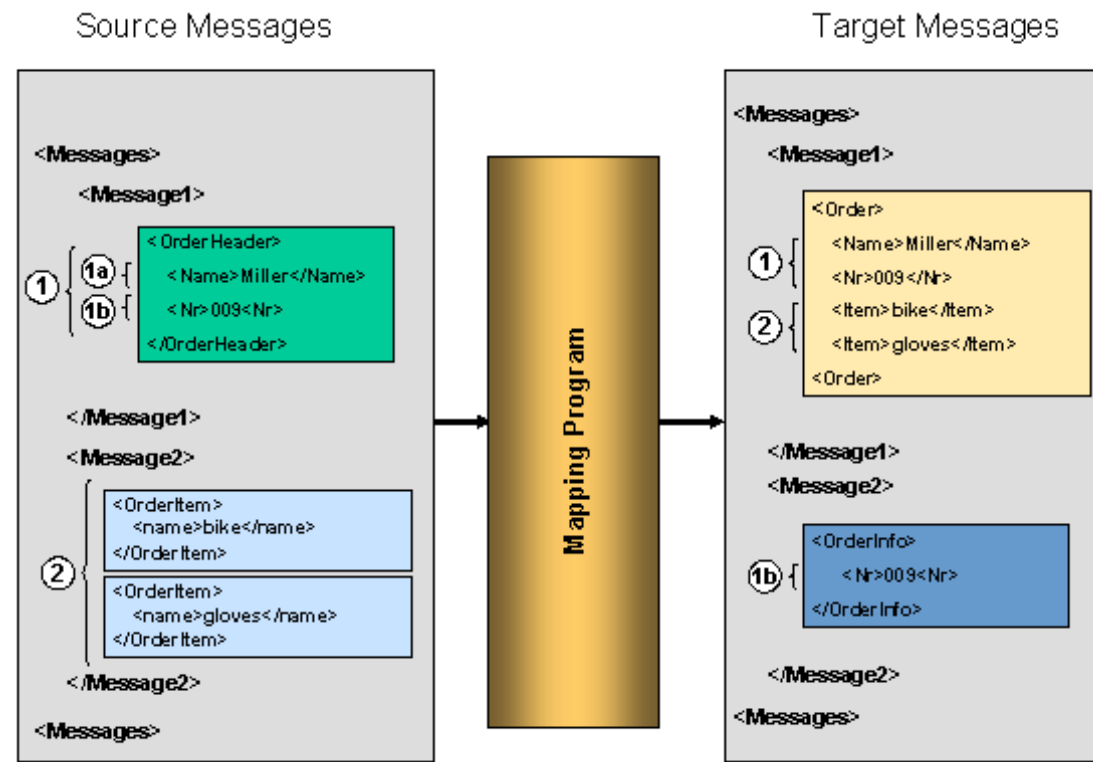 Source Messages
Target Messages
<Messages>
<Message1>
1
1a
1b
<OrderHeader>
<Name>Miller</Name>
<Nr>009<Nr>
</OrderHeader>
</Message1>
<Message2>
2
<OrderItem>
<name>bike</name>
</OrderItem>
<OrderItem>
<name>gloves</name>
</OrderItem>
</Message2>
<Messages>
Mapping Program
<Messages>
<Message1>
<Order>
1
<Name>Miller</Name>
<Nr>009</Nr>
2
<Item>bike</Item>
<Item>gloves</Item>
<Order>
</Message1>
<Message2>
<OrderInfo>
1b
<Nr>009<Nr>
</OrderInfo>
</Message2>
<Messages>